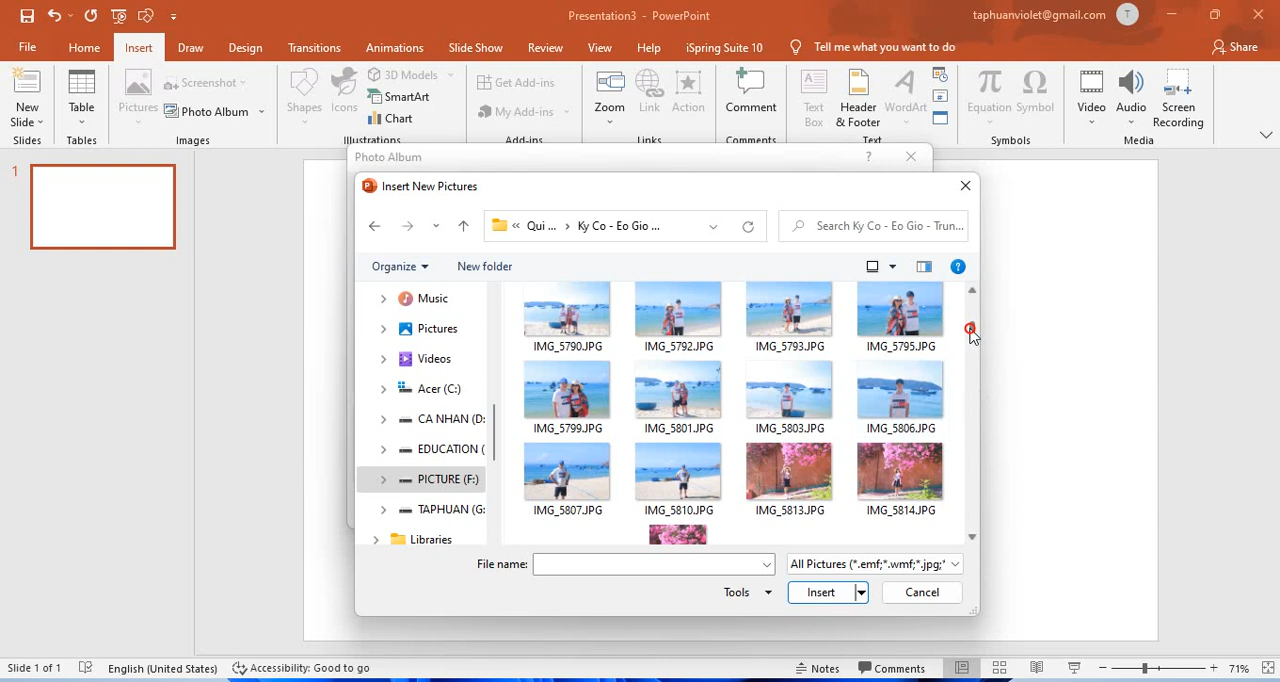 Presentation3 - PowerPoint
taphuanviolet@gmail.com
T
File
Home
Insert
Draw
Design
Transitions
Animations
Slide Show
Review
View
Help
iSpring Suite 10
Tell me what you want to do
Share
New
Slide
Table
Pictures
Screenshot
Photo Album
Shapes
Icons
3D Models
SmartArt
Chart
Get Add-ins
My Add-ins
Zoom
Link
Action
Comment
Text
Box
Header
& Footer
WordArt
Equation
Symbol
Video
Audio
Screen
Recording
Slides
Tables
Images
Illustrations
Add-ins
Links
Comments
Text
Symbols
Media
1
Photo Album
?
Insert New Pictures
« Qui ... › Ky Co - Eo Gio ...
Search Ky Co - Eo Gio - Trun...
Organize
New folder
Music
Pictures
Videos
Acer (C:)
CA NHAN (D:
EDUCATION (
PICTURE (F:)
TAPHUAN (G:
Libraries
IMG_5790.JPG
IMG_5792.JPG
IMG_5793.JPG
IMG_5795.JPG
IMG_5799.JPG
IMG_5801.JPG
IMG_5803.JPG
IMG_5806.JPG
IMG_5807.JPG
IMG_5810.JPG
IMG_5813.JPG
IMG_5814.JPG
File name:
All Pictures (*.emf;*.wmf;*.jpg;*
Tools
Insert
Cancel
Slide 1 of 1
English (United States)
Accessibility: Good to go
Notes
Comments
71%